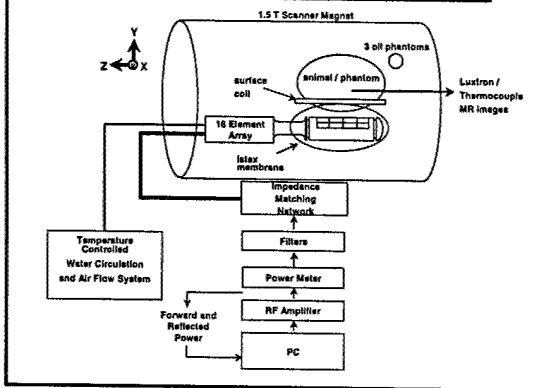 1.5 T Scanner Magnet
Y
Z
X
3 oil phantoms
animal / phantom
surface
coil
Luxtron /
Thermocouple
MR images
16 Element
Array
latex
membrane
Impedance
Matching
Network
Temperature
Controlled
Water Circulation
and Air Flow System
Filters
Power Meter
Forward and
Reflected
Power
RF Amplifier
PC